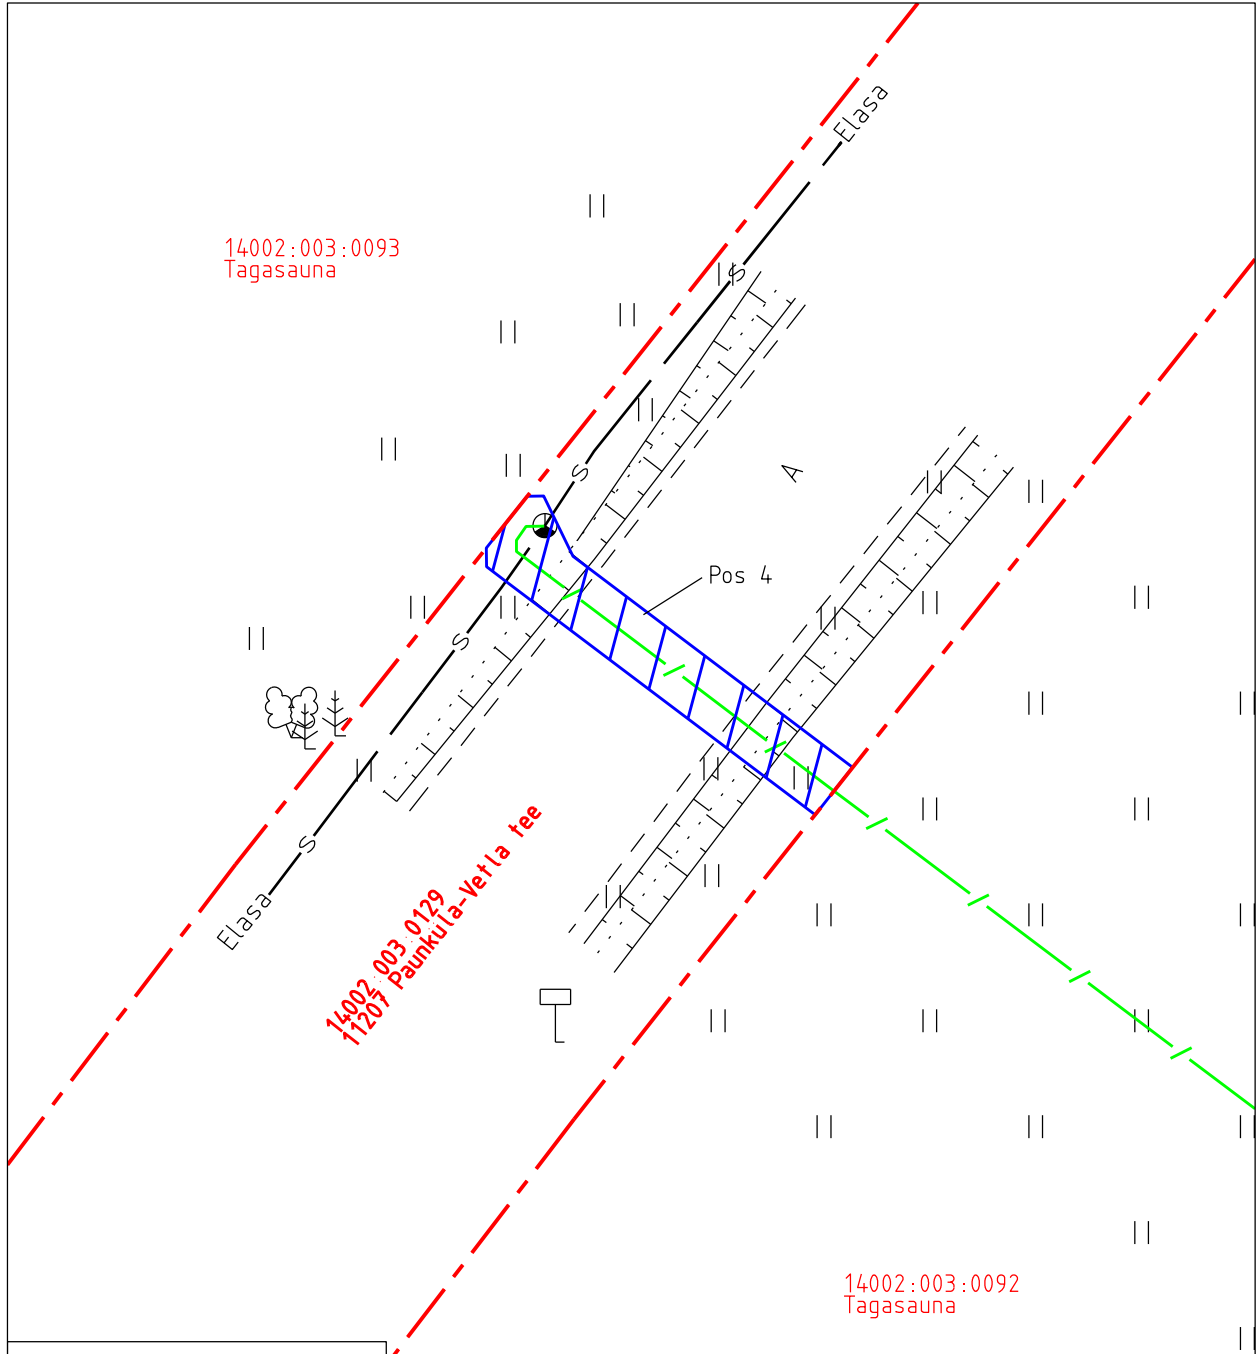 Elasa
14002:003:0093
Tagasauna
S
S
A
Pos 4
S
S
Elasa
14002:003:0129
11207 Paunküla-Vetla tee
14002:003:0092
Tagasauna